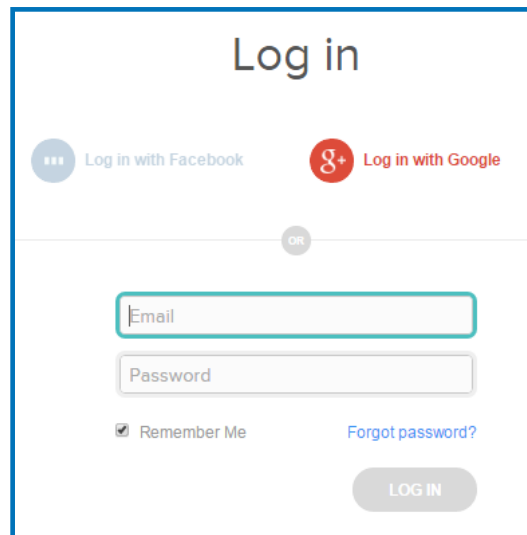 Log in
Log in with Facebook
g+ Log in with Google
OR
Email
Password
Remember Me Forgot password?
LOG IN